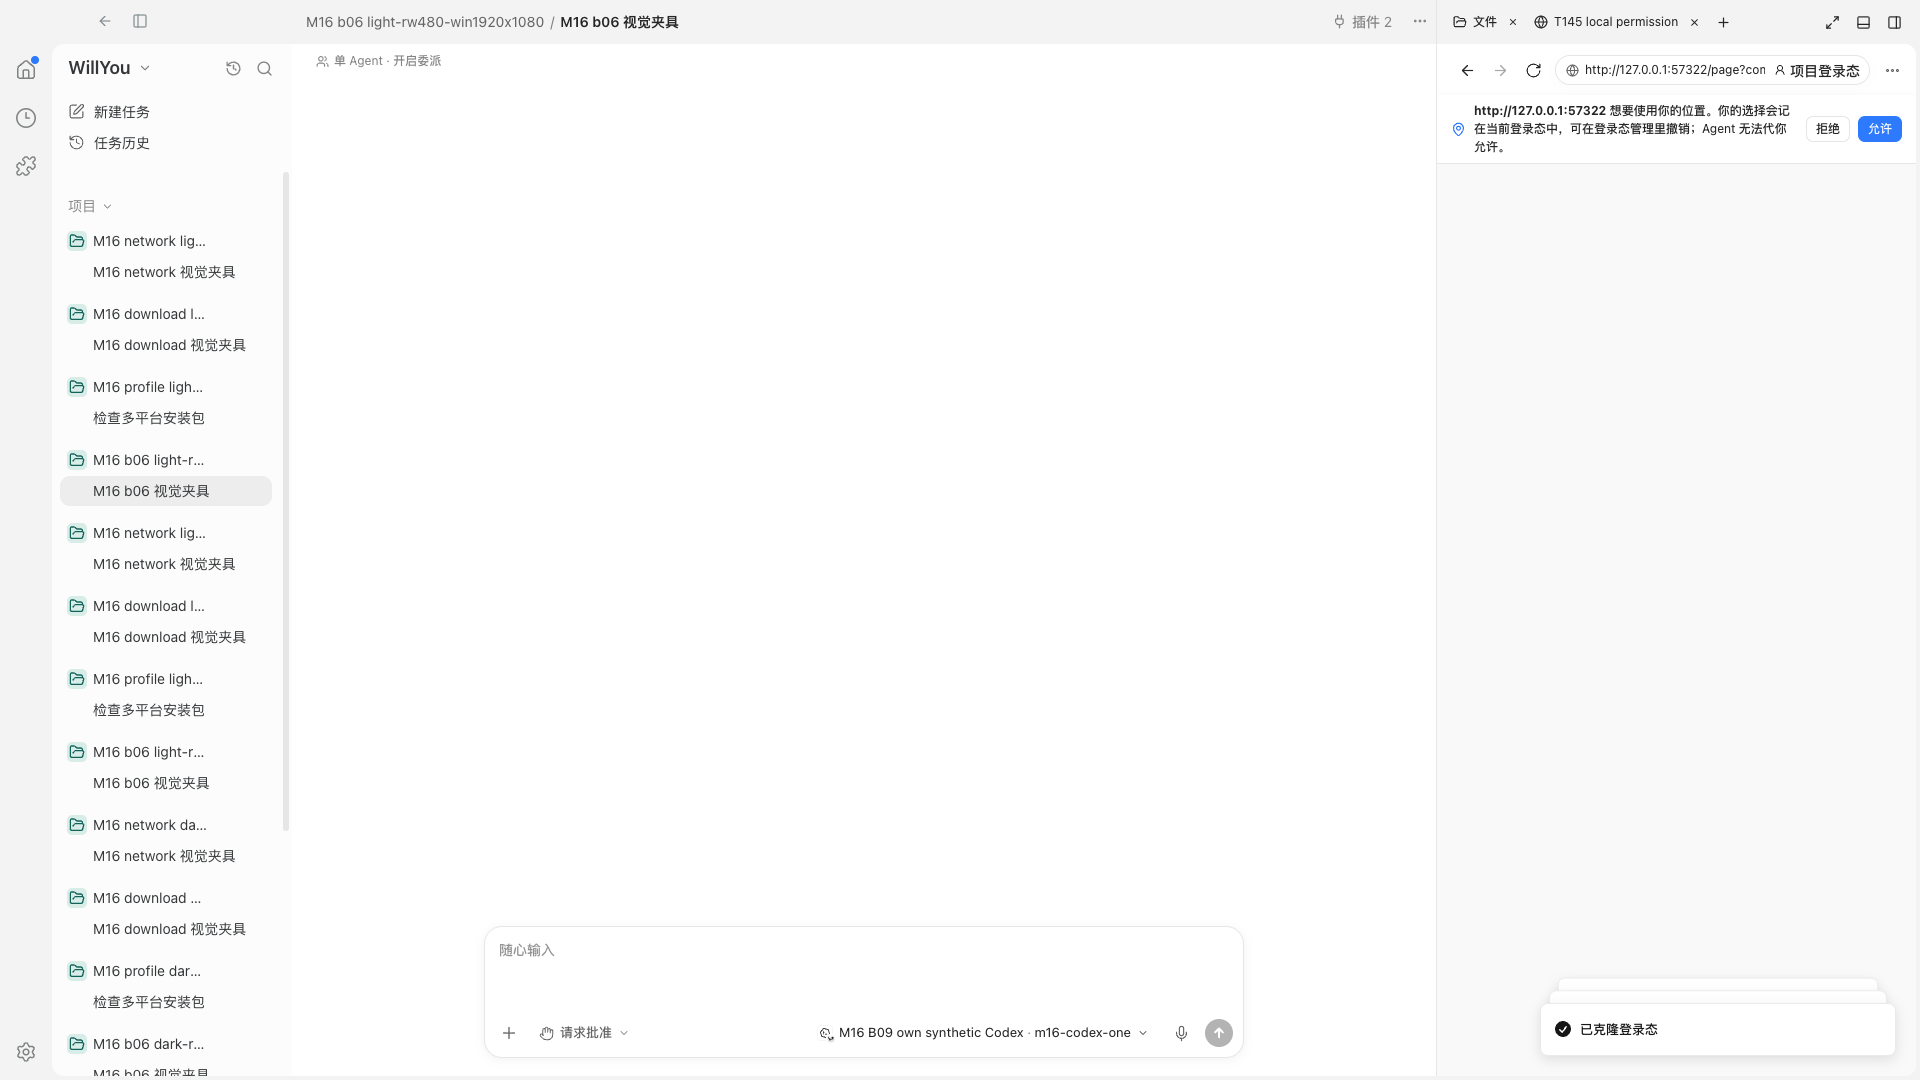 M16 b06 light-rw480-win1920x1080 / M16 b06 视觉夹具
插件 2
文件
T145 local permission
WillYou
新建任务
任务历史
项目
M16 network lig...
M16 network 视觉夹具
M16 download l...
M16 download 视觉夹具
M16 profile ligh...
检查多平台安装包
M16 b06 light-r...
M16 b06 视觉夹具
M16 network lig...
M16 network 视觉夹具
M16 download l...
M16 download 视觉夹具
M16 profile ligh...
检查多平台安装包
M16 b06 light-r...
M16 b06 视觉夹具
M16 network da...
M16 network 视觉夹具
M16 download ...
M16 download 视觉夹具
M16 profile dar...
检查多平台安装包
M16 b06 dark-r...
M16 b06 视觉夹具
单 Agent · 开启委派
随心输入
请求批准
M16 B09 own synthetic Codex · m16-codex-one
http://127.0.0.1:57322/page?con
项目登录态
http://127.0.0.1:57322 想要使用你的位置。你的选择会记
在当前登录态中，可在登录态管理里撤销；Agent 无法代你
允许。
拒绝
允许
已克隆登录态